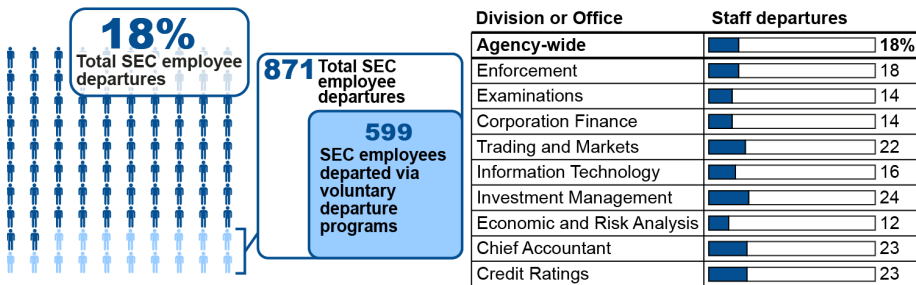 18%
Total SEC employee
departures
871 Total SEC
employee
departures
599
SEC employees
departed via
voluntary
departure
programs
Division or Office Staff departures
Agency-wide 18%
Enforcement 18
Examinations 14
Corporation Finance 14
Trading and Markets 22
Information Technology 16
Investment Management 24
Economic and Risk Analysis 12
Chief Accountant 23
Credit Ratings 23